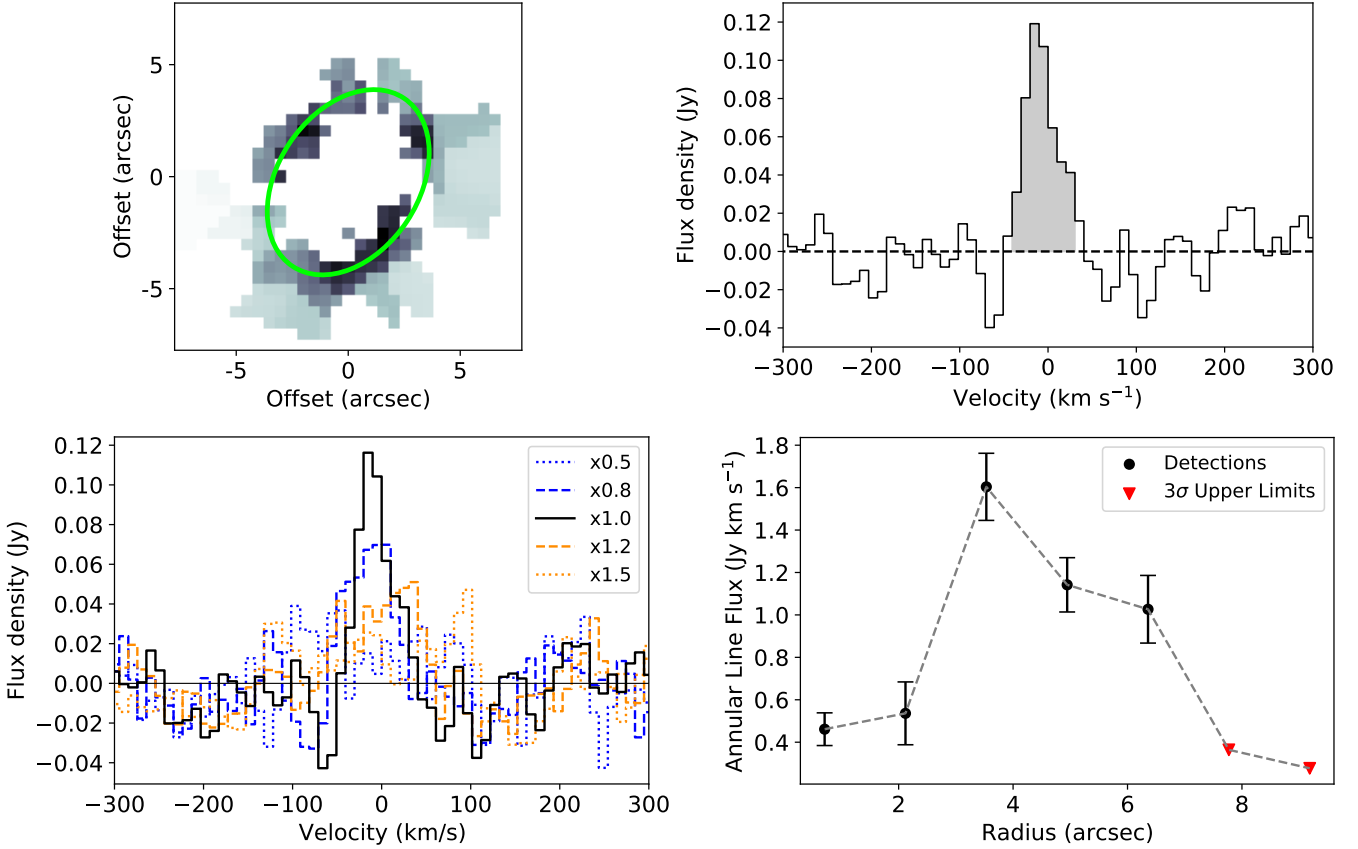 5
0
-5
Offset (arcsec)
-5 0 5
Offset (arcsec)
0.12
0.10
0.08
0.06
0.04
0.02
0.00
−0.02
−0.04
Flux density (Jy)
−300 −200 −100 0 100 200 300
Velocity (km s⁻¹)
0.12
0.10
0.08
0.06
0.04
0.02
0.00
−0.02
−0.04
Flux density (Jy)
x0.5
x0.8
x1.0
x1.2
x1.5
−300 −200 −100 0 100 200 300
Velocity (km/s)
1.8
1.6
1.4
1.2
1.0
0.8
0.6
0.4
Annular Line Flux (Jy km s⁻¹)
Detections
3σ Upper Limits
2 4 6 8
Radius (arcsec)